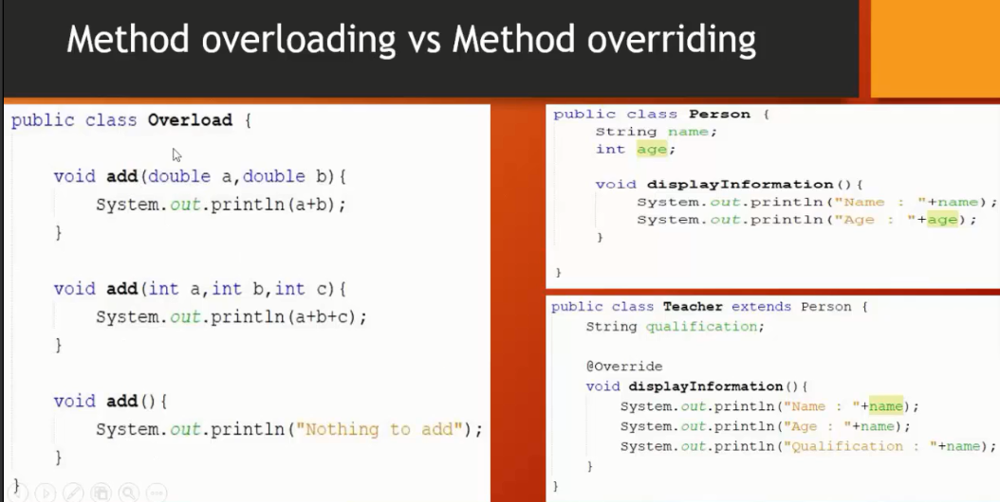 Method overloading vs Method overriding
public class Overload {
void add(double a,double b){
System.out.println(a+b);
}
void add(int a,int b,int c){
System.out.println(a+b+c);
}
void add(){
System.out.println("Nothing to add");
}
}
public class Person {
String name;
int age;
void displayInformation(){
System.out.println("Name : "+name);
System.out.println("Age : "+age);
}
}
public class Teacher extends Person {
String qualification;
@Override
void displayInformation(){
System.out.println("Name : "+name);
System.out.println("Age : "+name);
System.out.println("Qualification : "+name);
}
}